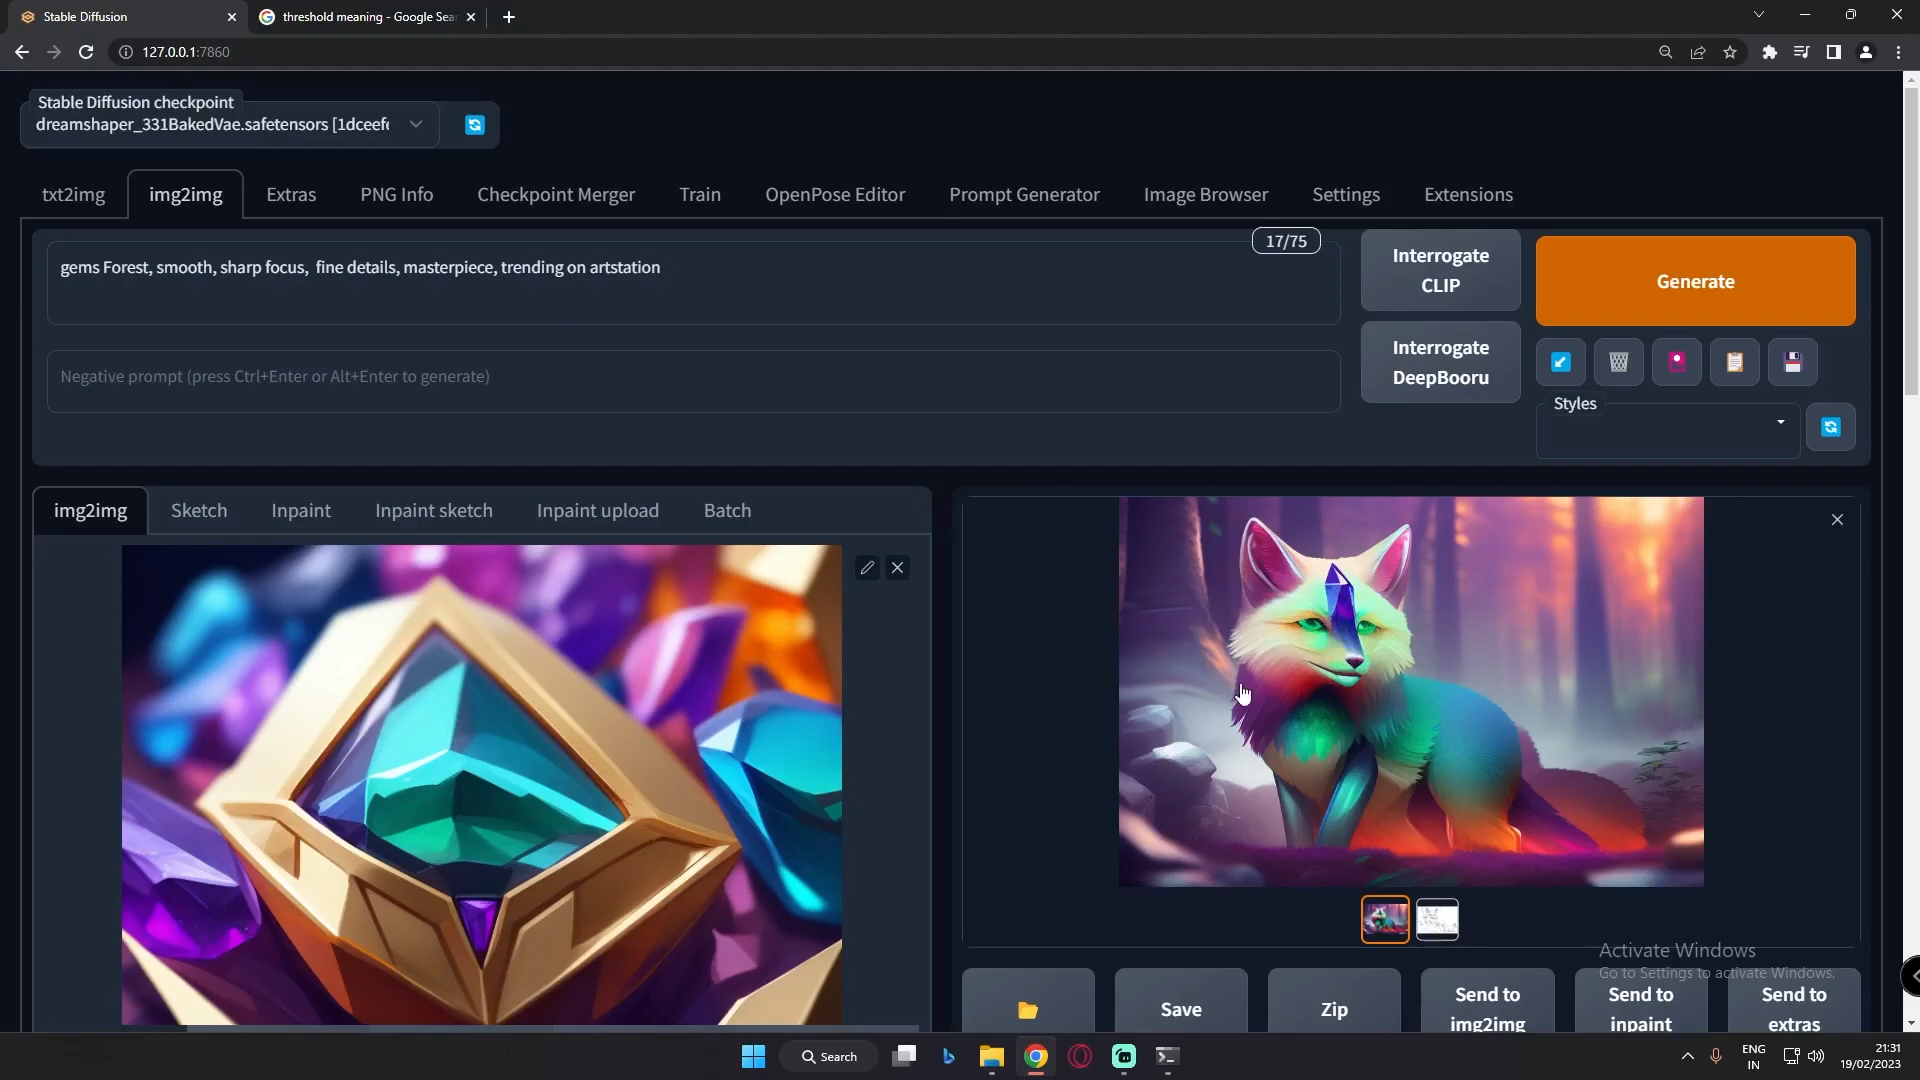 Stable Diffusion
threshold meaning - Google Sea
127.0.0.1:7860
Stable Diffusion checkpoint
dreamshaper_331BakedVae.safetensors [1dceefe
txt2img
img2img
Extras
PNG Info
Checkpoint Merger
Train
OpenPose Editor
Prompt Generator
Image Browser
Settings
Extensions
gems Forest, smooth, sharp focus, fine details, masterpiece, trending on artstation
17/75
Interrogate
CLIP
Generate
Negative prompt (press Ctrl+Enter or Alt+Enter to generate)
Interrogate
DeepBooru
Styles
img2img
Sketch
Inpaint
Inpaint sketch
Inpaint upload
Batch
Activate Windows
Go to Settings to activate Windows.
Save
Zip
Send to
img2img
Send to
inpaint
Send to
extras
Search
ENG
IN
21:31
19/02/2023